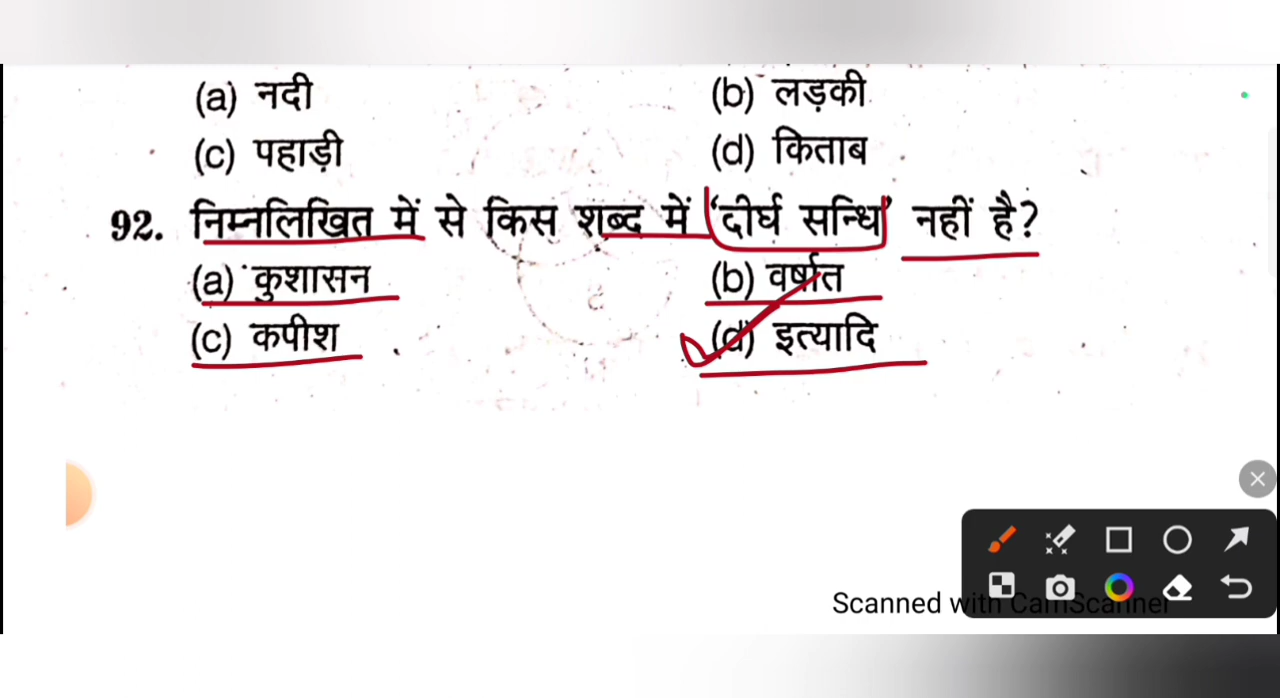 (a) नदी (b) लड़की
(c) पहाड़ी (d) किताब
92. निम्नलिखित में से किस शब्द में 'दीर्घ सन्धि' नहीं है?
(a) कुशासन (b) वर्षात
(c) कपीश (d) इत्यादि
Scanned with CamScanner